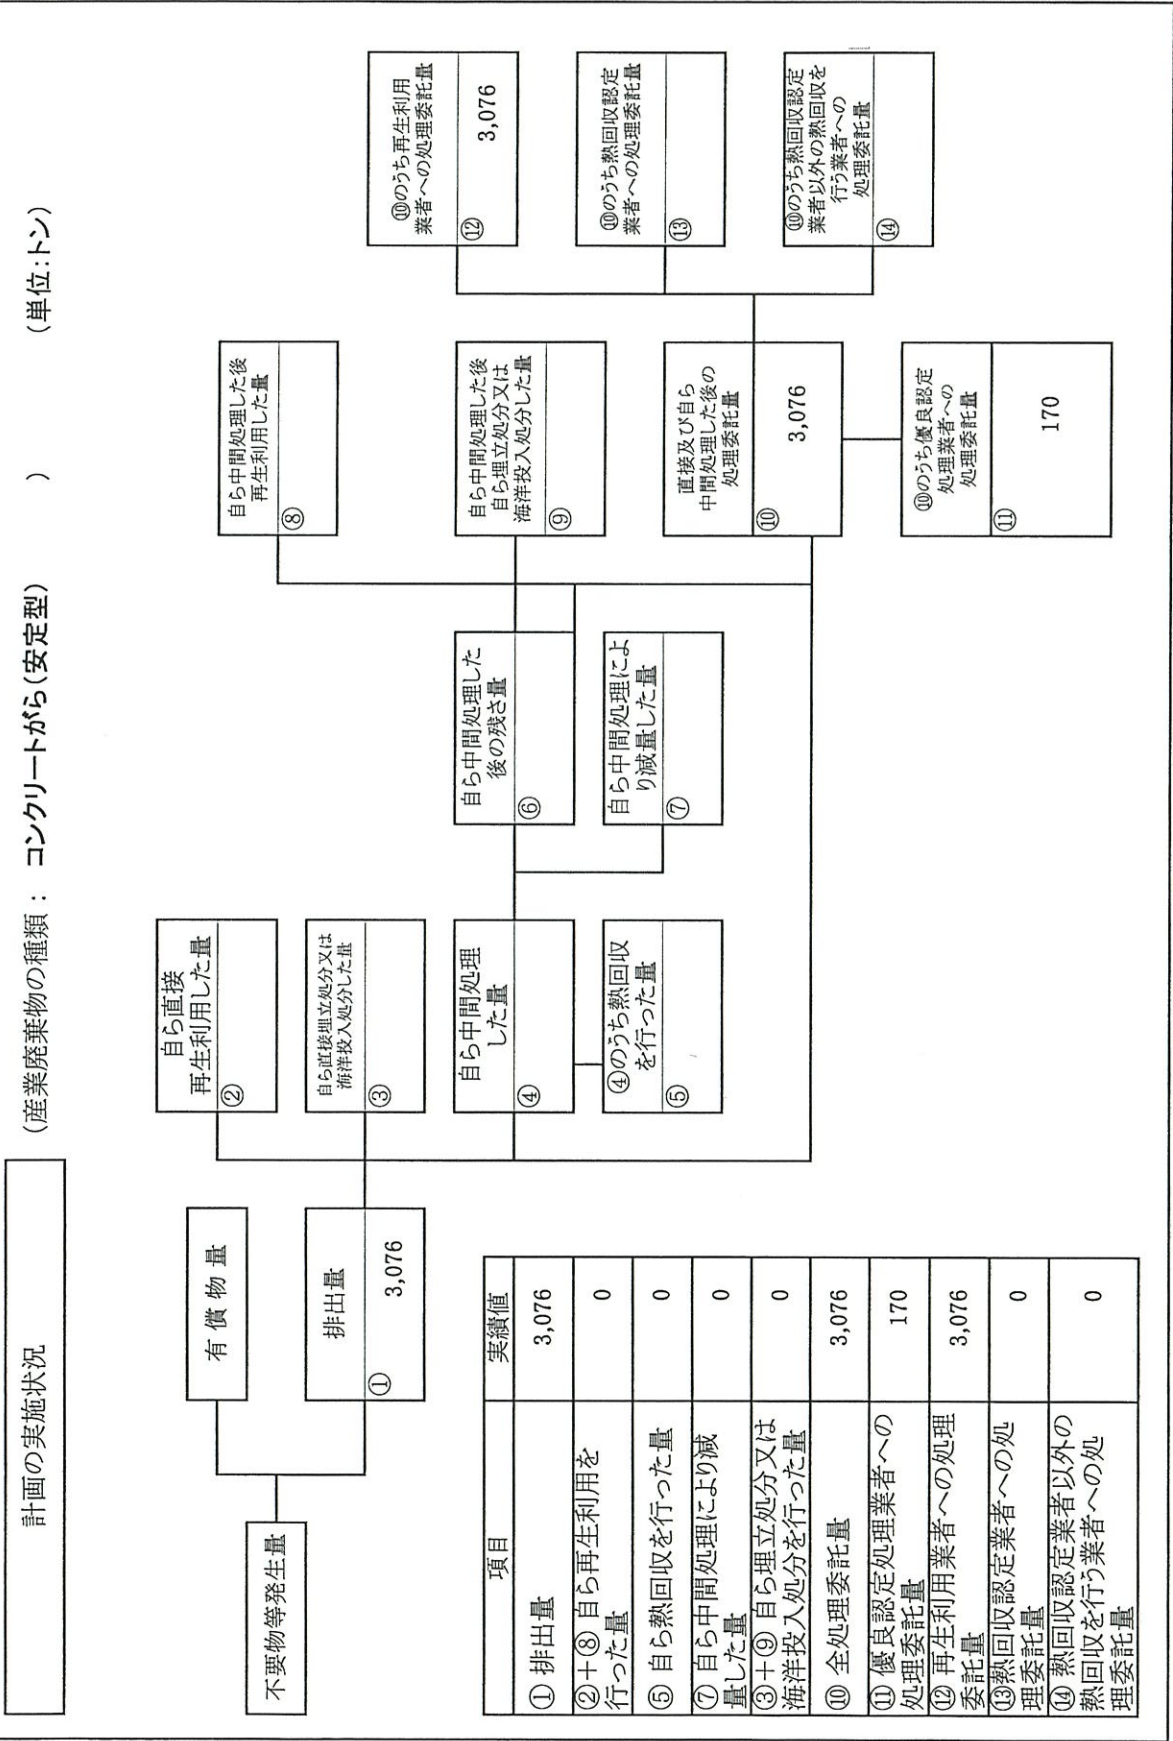 計画の実施状況
(産業廃棄物の種類： コンクリートがら(安定型) )
(単位:トン)
不要物等発生量
有償物量
排出量
①
3,076
自ら直接
再生利用した量
②
自ら直接埋立処分又は
海洋投入処分した量
③
自ら中間処理
した量
④
④のうち熱回収
を行った量
⑤
自ら中間処理した
後の残さ量
⑥
自ら中間処理によ
り減量した量
⑦
自ら中間処理した後
再生利用した量
⑧
自ら中間処理した後
自ら埋立処分又は
海洋投入処分した量
⑨
直接及び自ら
中間処理した後の
処理委託量
⑩
3,076
⑩のうち優良認定
処理業者への
処理委託量
⑪
170
⑩のうち再生利用
業者への処理委託量
⑫
3,076
⑩のうち熱回収認定
業者への処理委託量
⑬
⑩のうち熱回収認定
業者以外の熱回収を
行う業者への
処理委託量
⑭
項目 実績値
① 排出量 3,076
②+⑧ 自ら再生利用を
行った量 0
⑤ 自ら熱回収を行った量 0
⑦ 自ら中間処理により減
量した量 0
③+⑨ 自ら埋立処分又は
海洋投入処分を行った量 0
⑩ 全処理委託量 3,076
⑪ 優良認定処理業者への
処理委託量 170
⑫ 再生利用業者への処理
委託量 3,076
⑬熱回収認定業者への処
理委託量 0
⑭ 熱回収認定業者以外の
熱回収を行う業者への処
理委託量 0